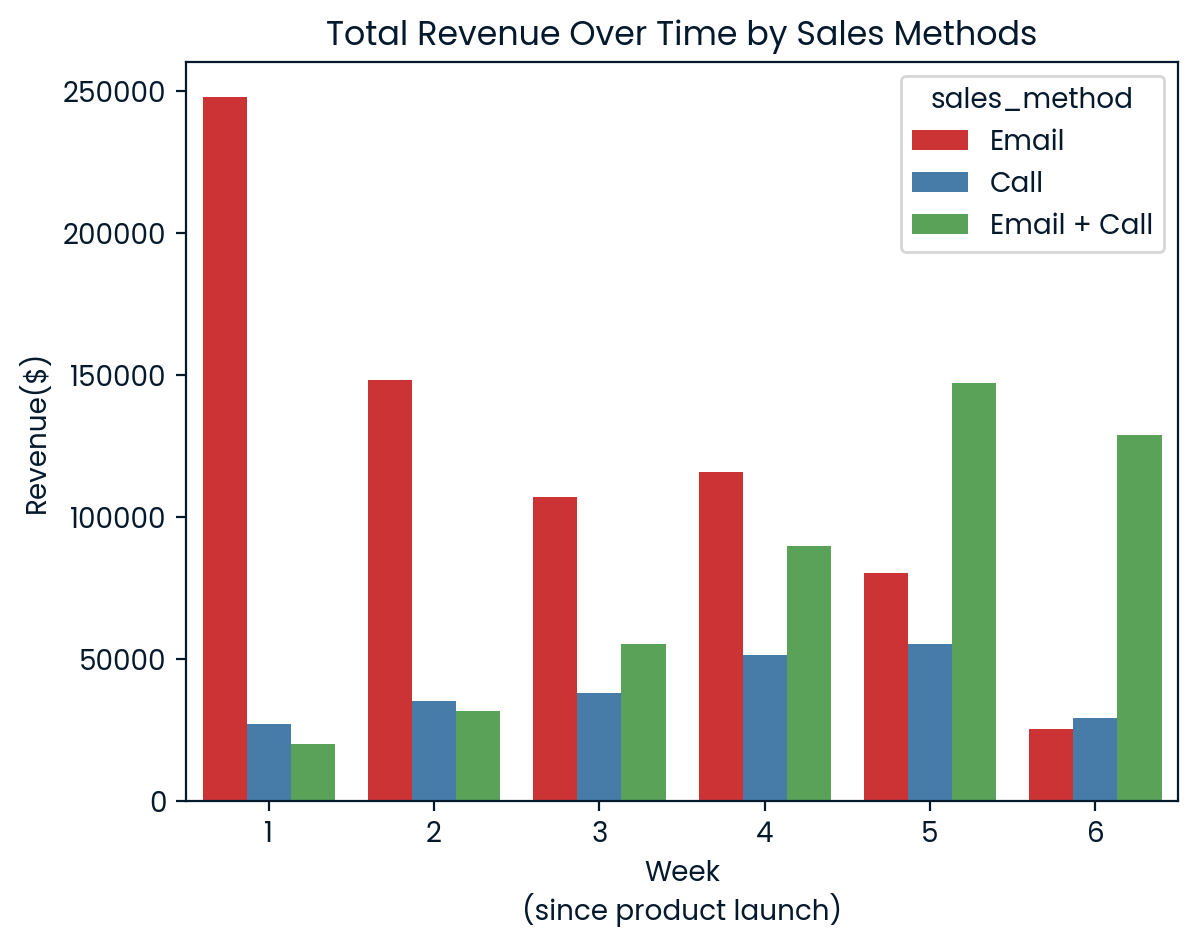 Total Revenue Over Time by Sales Methods
sales_method
Email
Call
Email + Call
Revenue($)
250000
200000
150000
100000
50000
0
1 2 3 4 5 6
Week
(since product launch)